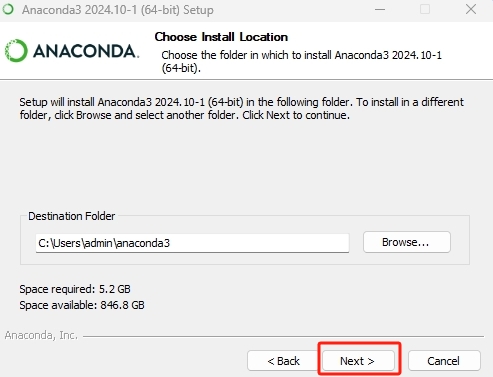 Anaconda3 2024.10-1 (64-bit) Setup
ANACONDA.
Choose Install Location
Choose the folder in which to install Anaconda3 2024.10-1
(64-bit).
Setup will install Anaconda3 2024.10-1 (64-bit) in the following folder. To install in a different
folder, click Browse and select another folder. Click Next to continue.
Destination Folder
C:\Users\admin\anaconda3
Browse...
Space required: 5.2 GB
Space available: 846.8 GB
Anaconda, Inc.
< Back
Next >
Cancel